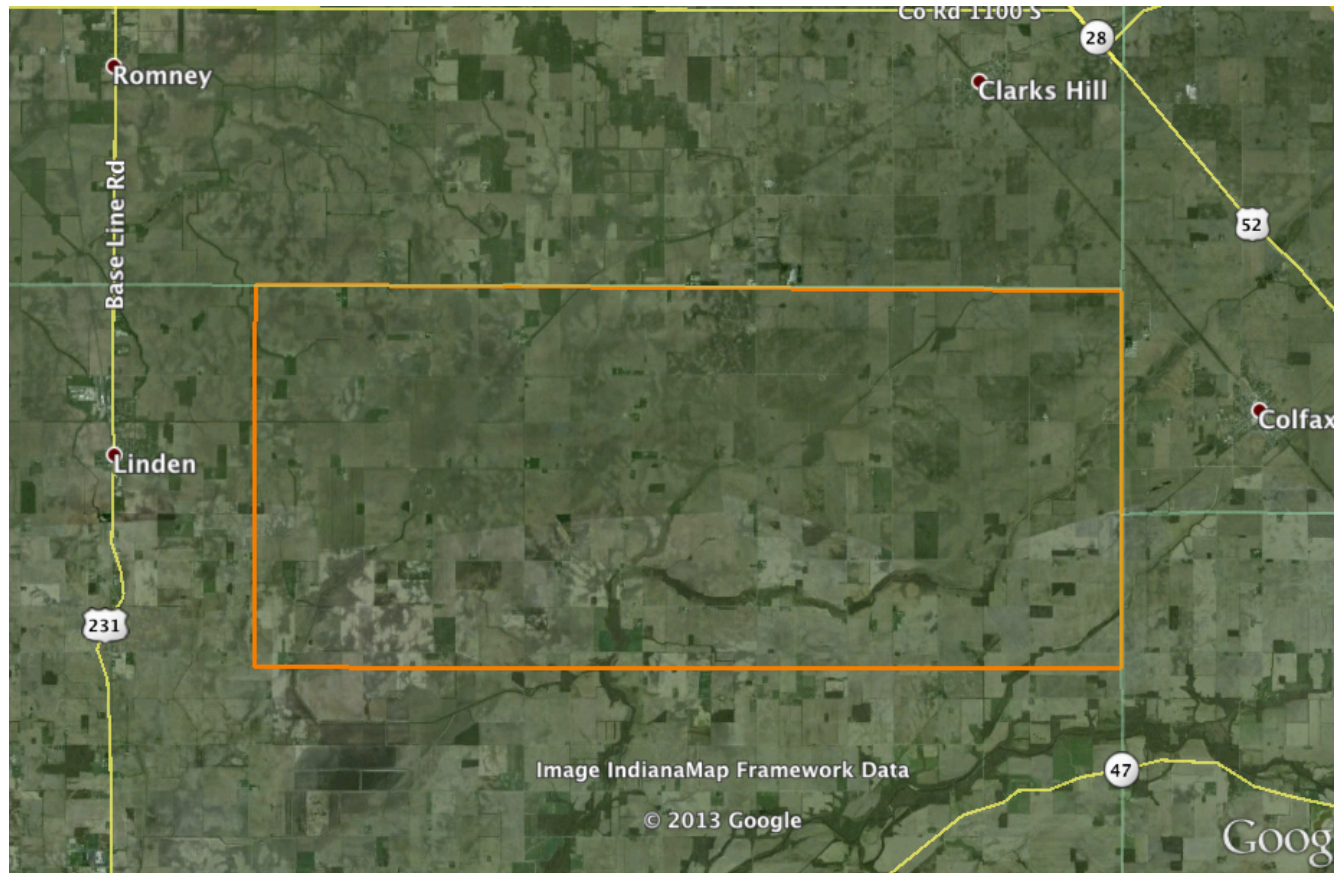 Co Rd 1100 S
28
Romney
Clarks Hill
Base Line Rd
52
Colfax
Linden
231
Image IndianaMap Framework Data
47
© 2013 Google
Goog